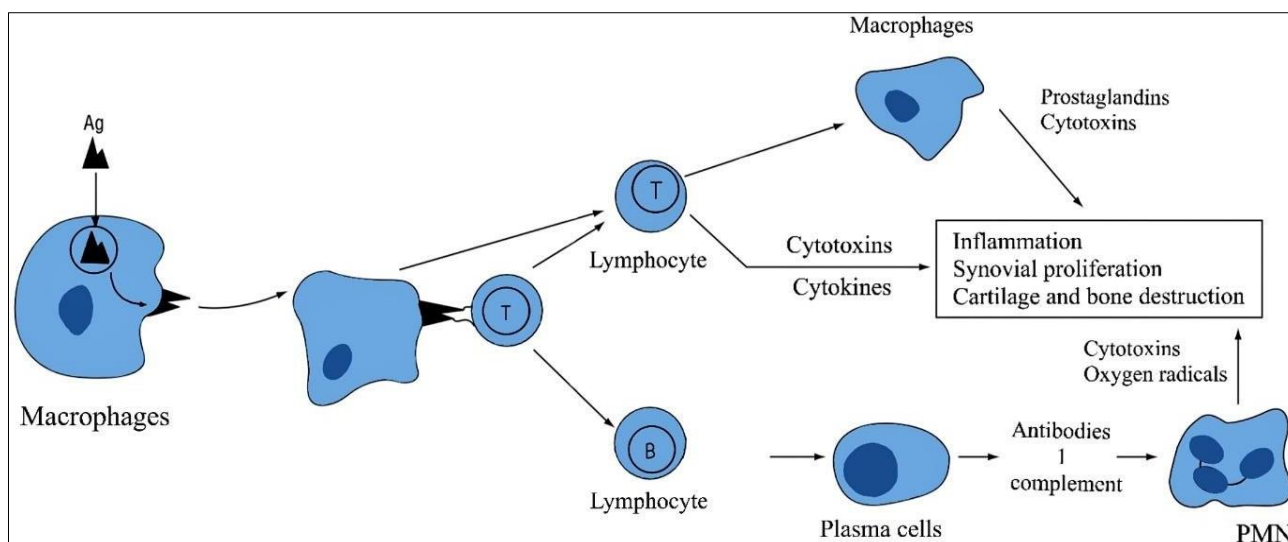 Macrophages
Ag
Prostaglandins
Cytotoxins
T
Lymphocyte
Cytotoxins
Cytokines
Inflammation
Synovial proliferation
Cartilage and bone destruction
T
Macrophages
Cytotoxins
Oxygen radicals
B
Lymphocyte
Plasma cells
Antibodies
1
complement
PMN